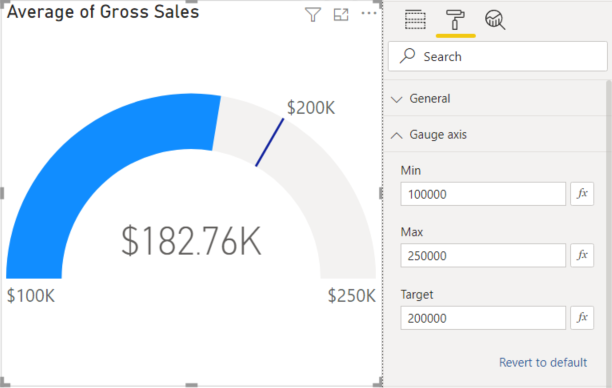 Average of Gross Sales
$200K
$182.76K
$100K
$250K
Search
General
Gauge axis
Min
100000
fx
Max
250000
fx
Target
200000
fx
Revert to default